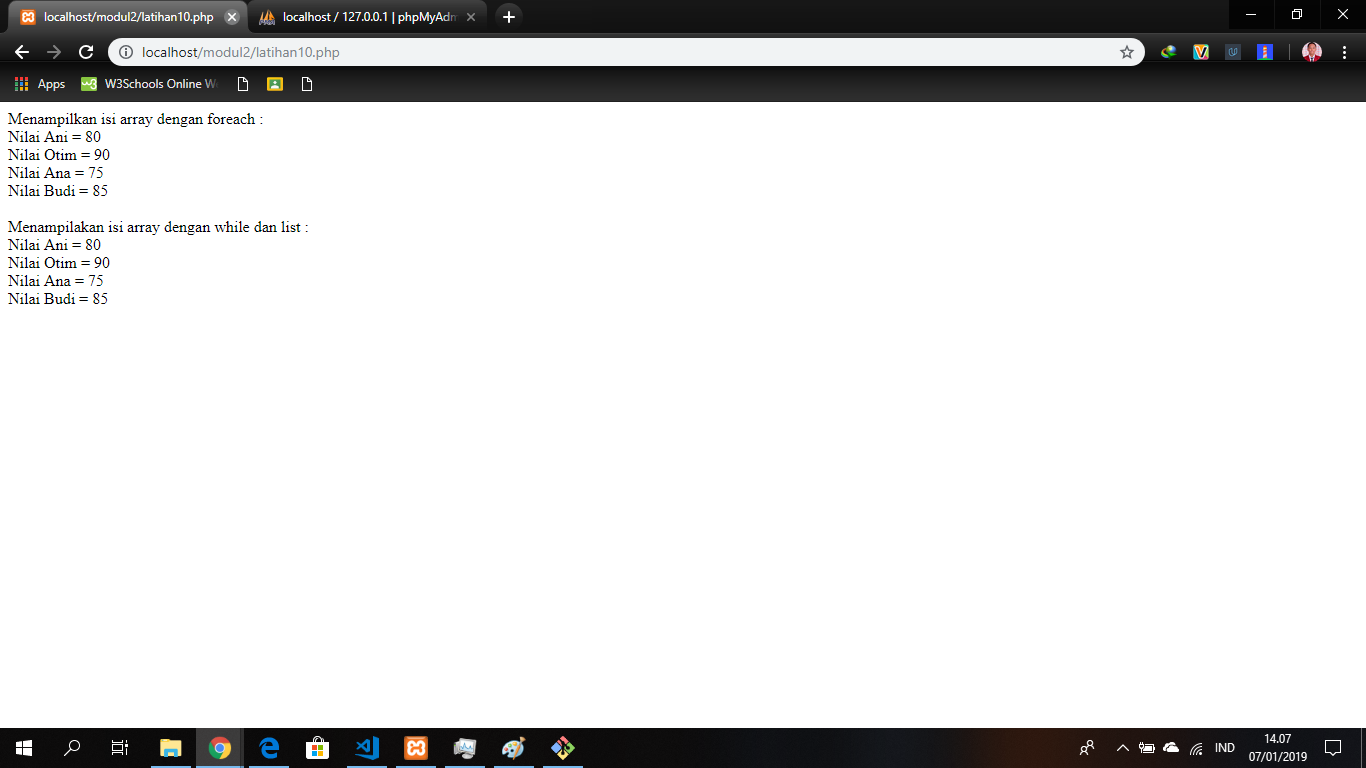 localhost/modul2/latihan10.php
localhost / 127.0.0.1 | phpMyAdm
localhost/modul2/latihan10.php
Apps
W3Schools Online We
Menampilkan isi array dengan foreach :
Nilai Ani = 80
Nilai Otim = 90
Nilai Ana = 75
Nilai Budi = 85
Menampilakan isi array dengan while dan list :
Nilai Ani = 80
Nilai Otim = 90
Nilai Ana = 75
Nilai Budi = 85
IND
14.07
07/01/2019